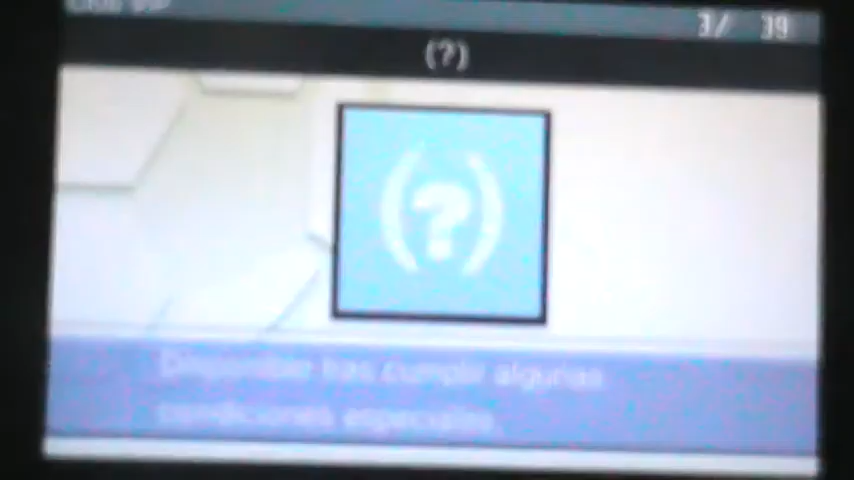 3/ 39
(?)
(?)
Disponible tras cumplir algunas
condiciones especiales.